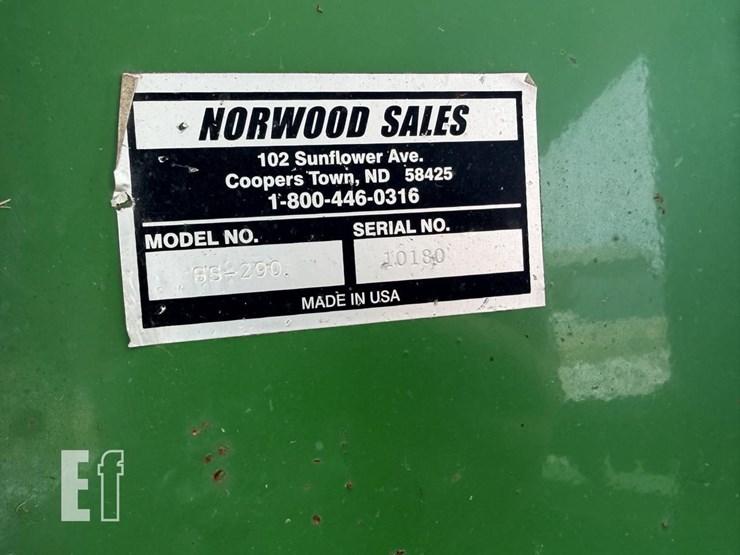 NORWOOD SALES
102 Sunflower Ave.
Coopers Town, ND 58425
1-800-446-0316
MODEL NO. SERIAL NO.
SS-290 10180
MADE IN USA
Ef